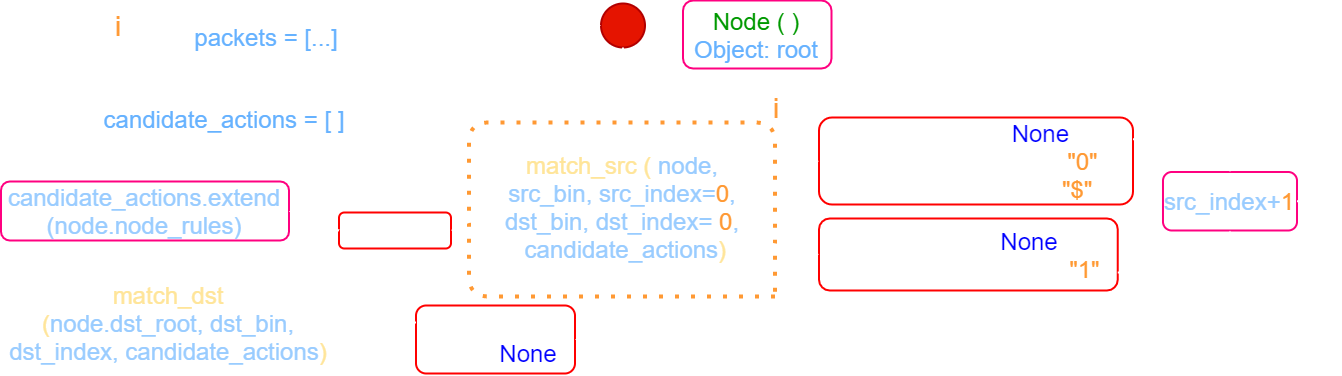 i
packets = [...]
Node ( )
Object: root
candidate_actions = [ ]
i
match_src ( node,
src_bin, src_index=0,
dst_bin, dst_index= 0,
candidate_actions)
None
"0"
"$"
candidate_actions.extend
(node.node_rules)
src_index+1
None
"1"
match_dst
(node.dst_root, dst_bin,
dst_index, candidate_actions)
None